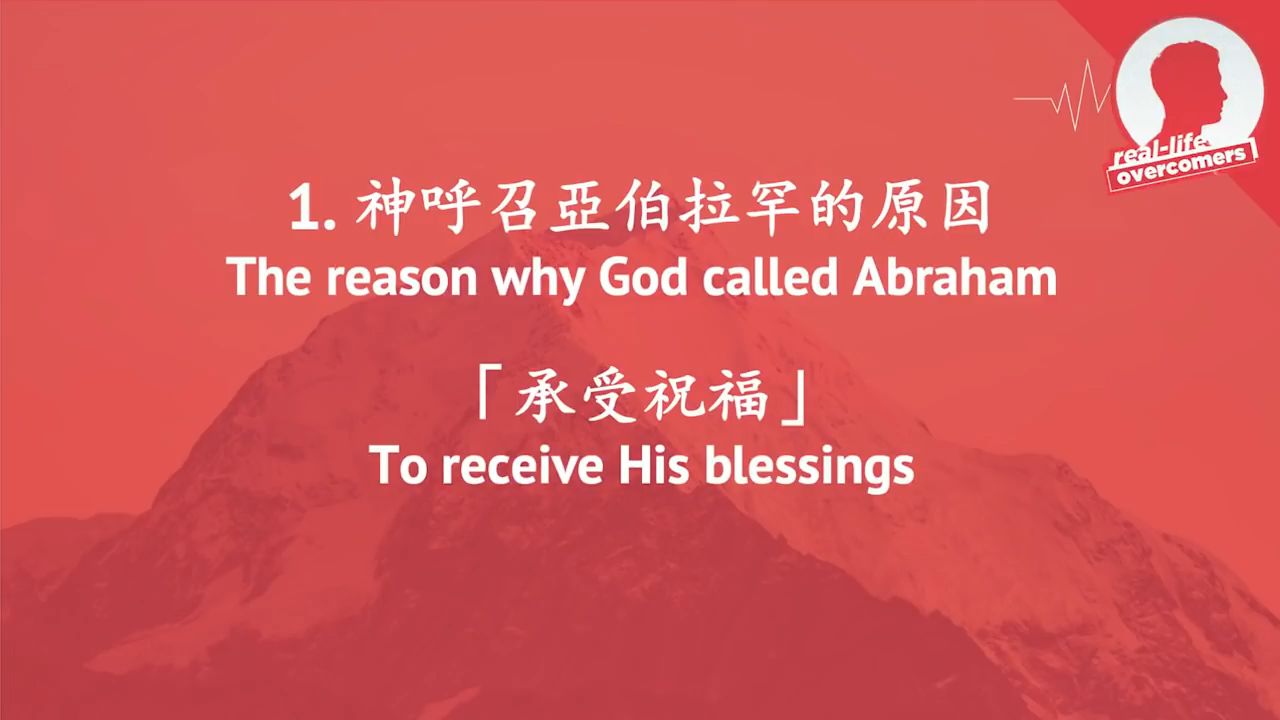 real-life
overcomers
1. 神呼召亞伯拉罕的原因
The reason why God called Abraham
「承受祝福」
To receive His blessings